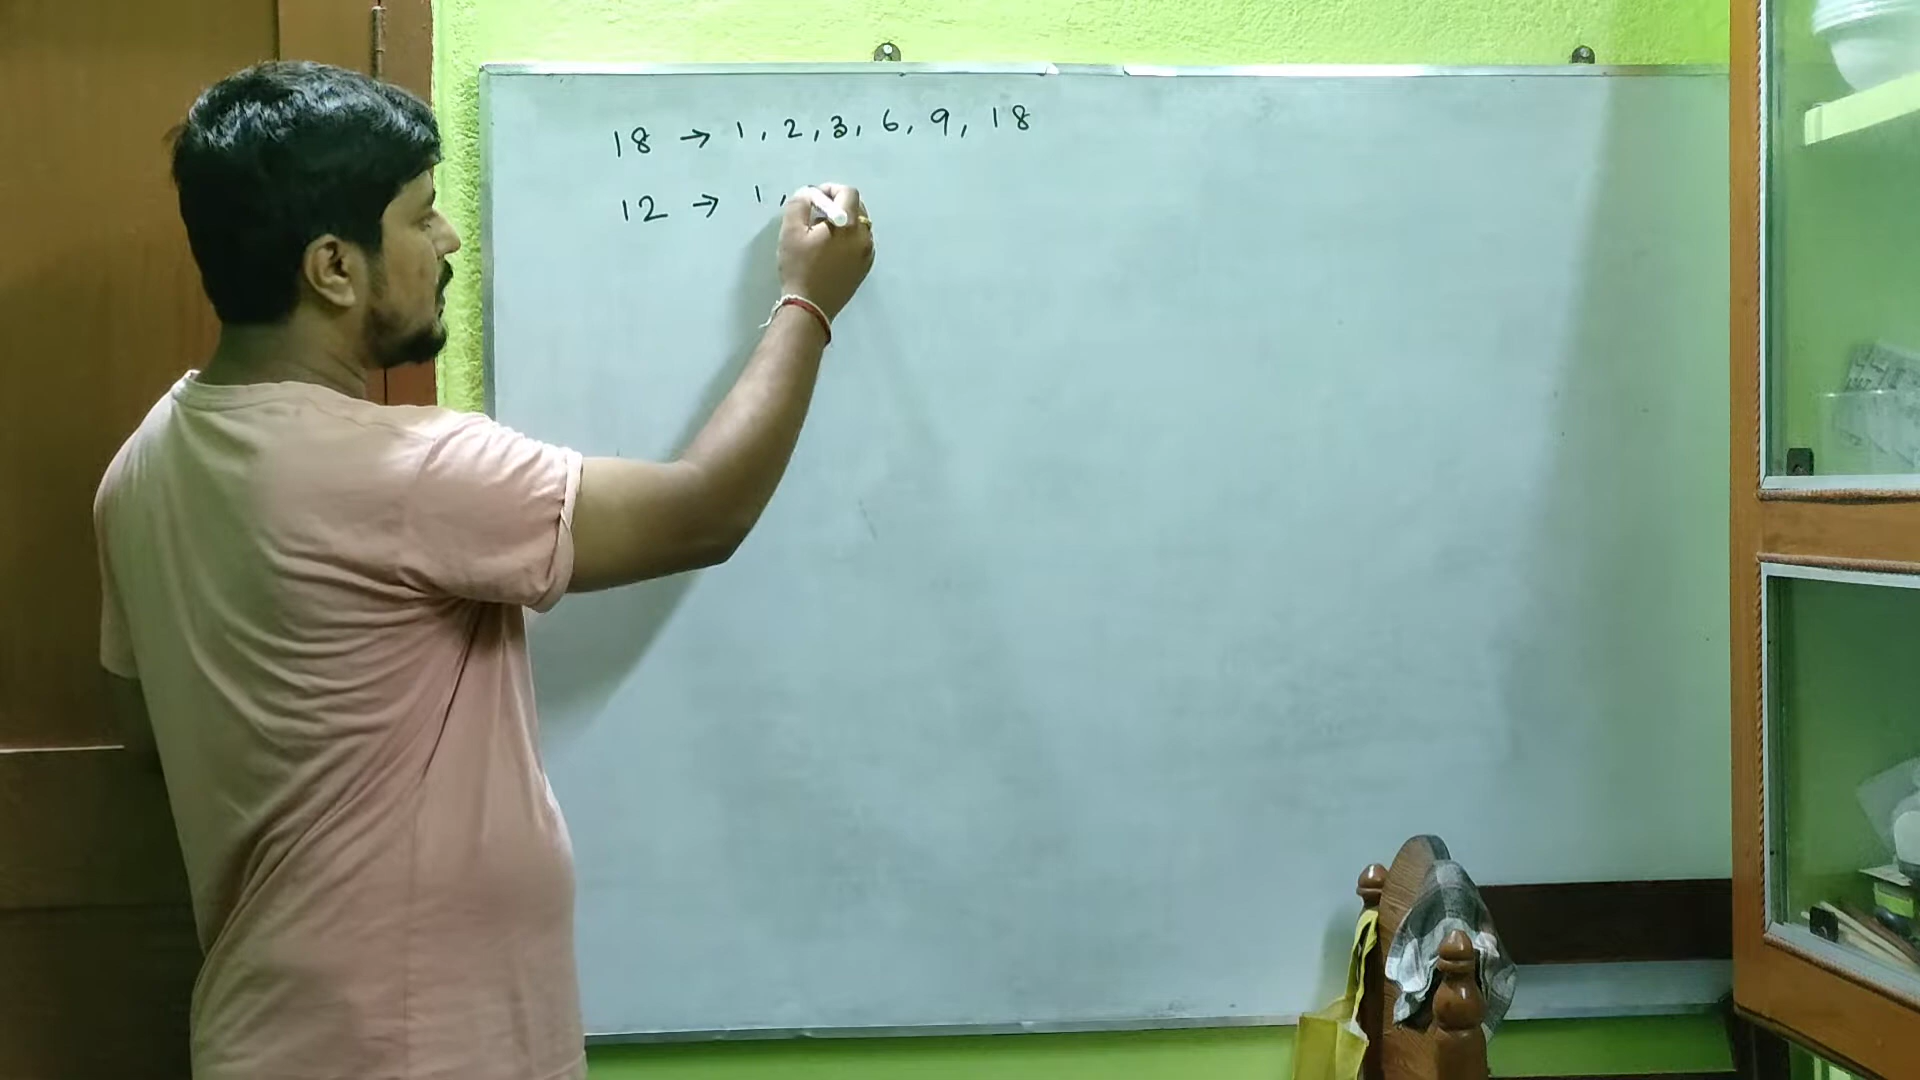 18 → 1, 2, 3, 6, 9, 18
12 → 1,